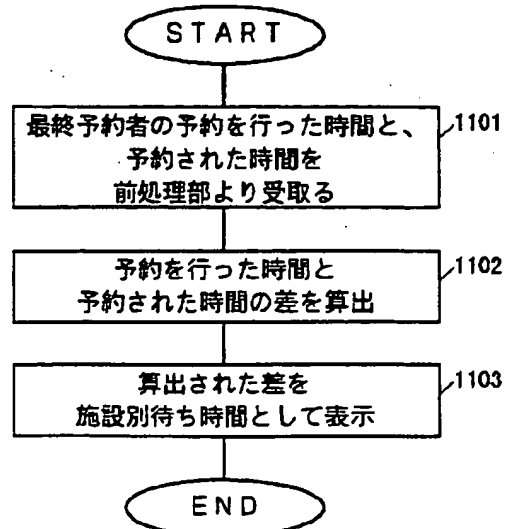 START
最終予約者の予約を行った時間と、
予約された時間を
前処理部より受取る
1101
予約を行った時間と
予約された時間の差を算出
1102
算出された差を
施設別待ち時間として表示
1103
END